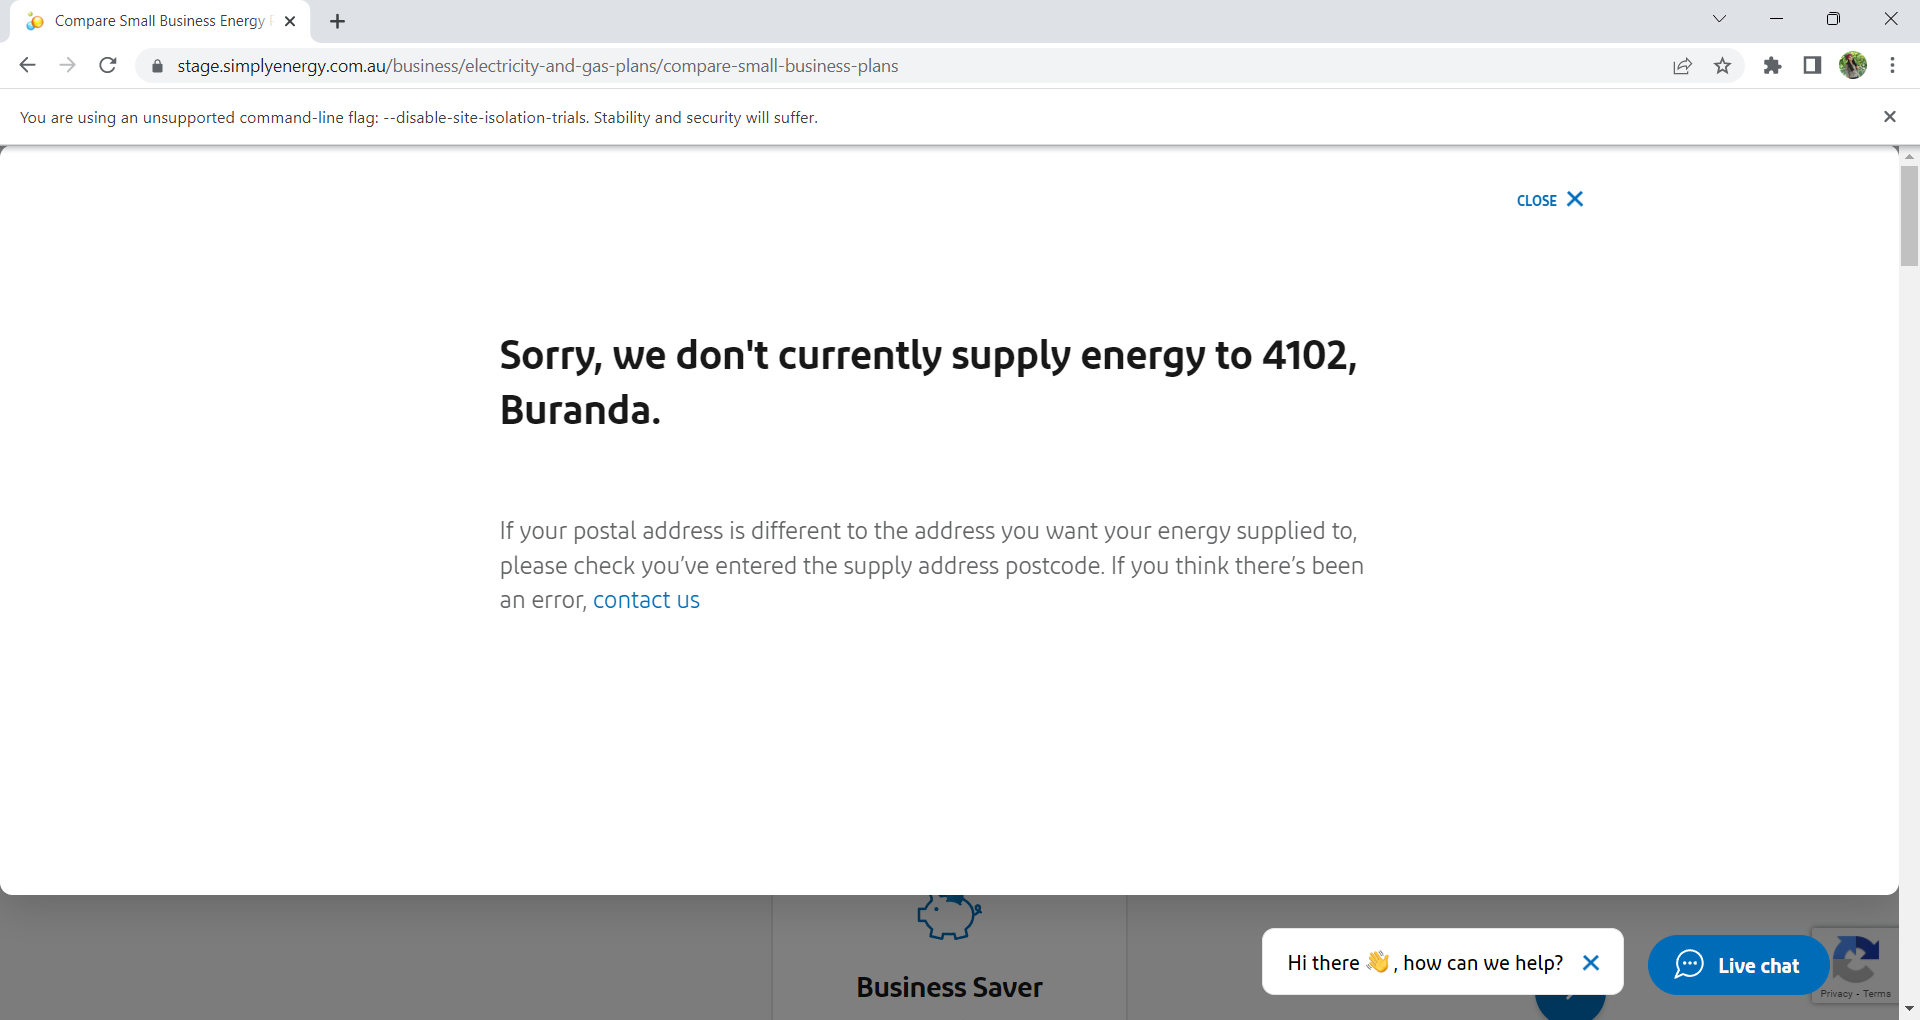 Compare Small Business Energy
stage.simplyenergy.com.au/business/electricity-and-gas-plans/compare-small-business-plans
You are using an unsupported command-line flag: --disable-site-isolation-trials. Stability and security will suffer.
CLOSE
Sorry, we don't currently supply energy to 4102,
Buranda.
If your postal address is different to the address you want your energy supplied to,
please check you’ve entered the supply address postcode. If you think there’s been
an error, contact us
Business Saver
Hi there 👋 , how can we help?
Live chat
Privacy - Terms